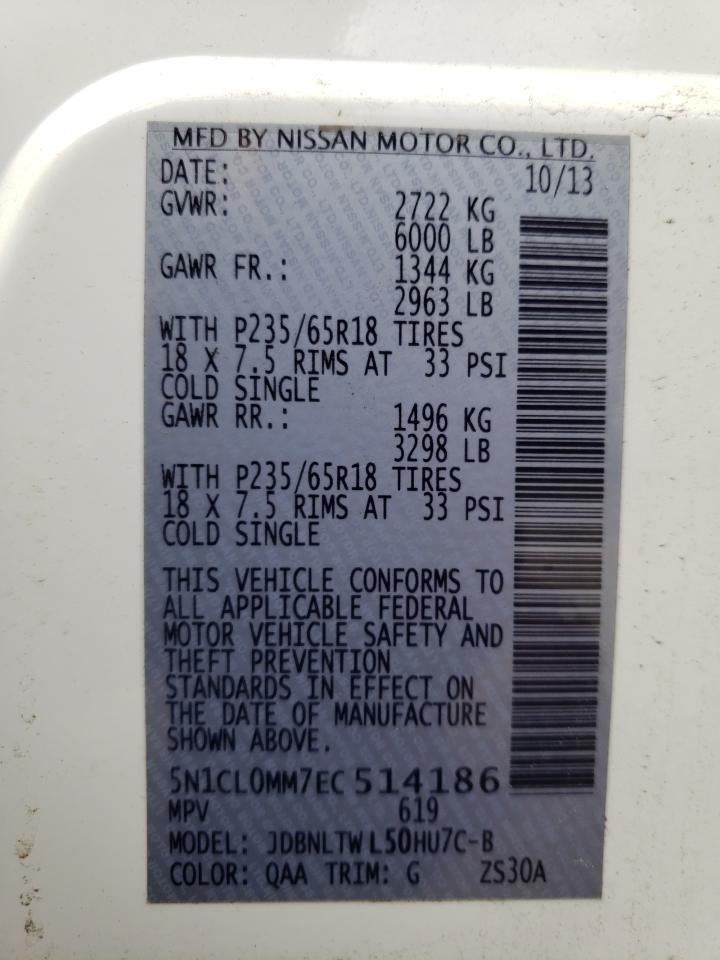 MFD BY NISSAN MOTOR CO., LTD.
DATE: 10/13
GVWR: 2722 KG
6000 LB
GAWR FR.: 1344 KG
2963 LB
WITH P235/65R18 TIRES
18 X 7.5 RIMS AT 33 PSI
COLD SINGLE
GAWR RR.: 1496 KG
3298 LB
WITH P235/65R18 TIRES
18 X 7.5 RIMS AT 33 PSI
COLD SINGLE
THIS VEHICLE CONFORMS TO
ALL APPLICABLE FEDERAL
MOTOR VEHICLE SAFETY AND
THEFT PREVENTION
STANDARDS IN EFFECT ON
THE DATE OF MANUFACTURE
SHOWN ABOVE.
5N1CL0MM7EC514186
MPV 619
MODEL: JDBNLTWL50HU7C-B
COLOR: QAA TRIM: G ZS30A